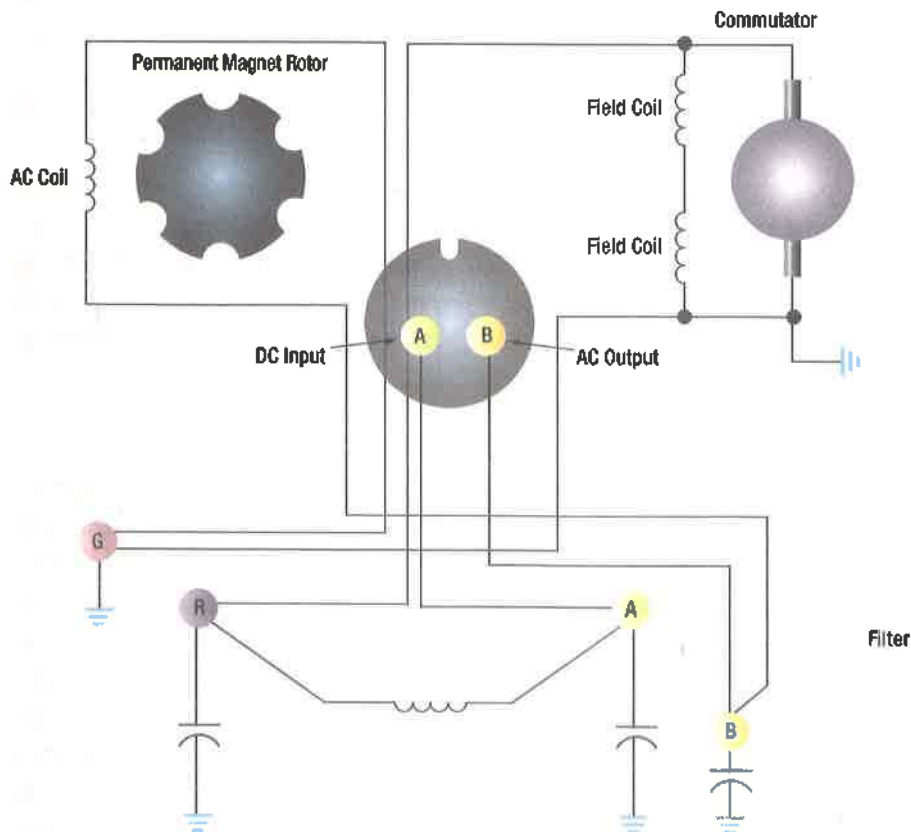 Commutator
Permanent Magnet Rotor
Field Coil
AC Coil
Field Coil
A
B
DC Input
AC Output
G
R
A
Filter
B